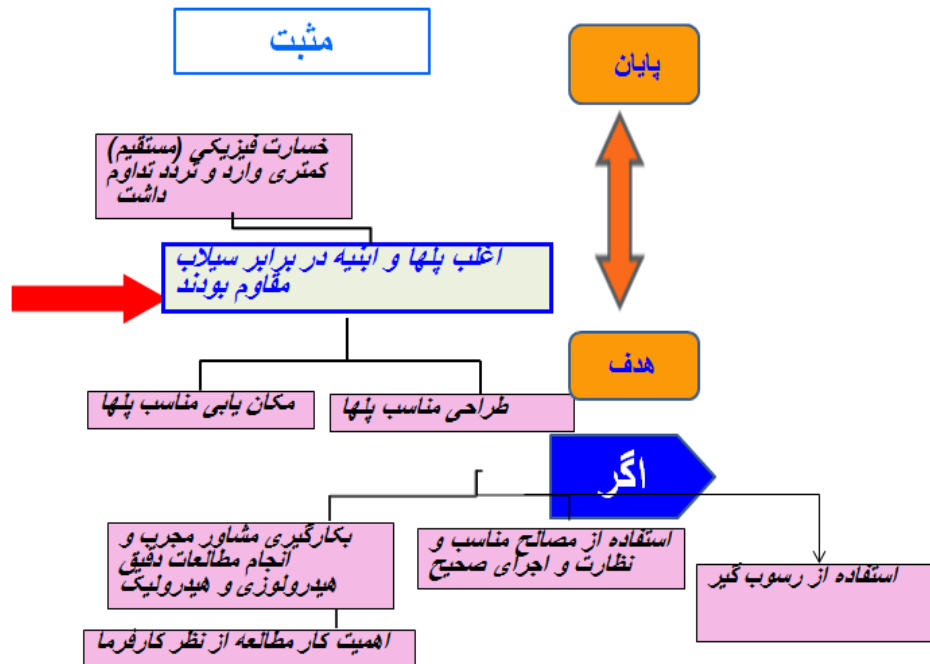 مثبت
پایان
خسارت فیزیکي (مستقیم)
کمتری وارد و تردد تداوم
داشت
اغلب پلها و ابنیه در برابر سیلاب
مقاوم بودند
هدف
طراحی مناسب پلها
مکان یابی مناسب پلها
اگر
استفاده از رسوب گیر
استفاده از مصالح مناسب و
نظارت و اجرای صحیح
بکارگیری مشاور مجرب و
انجام مطالعات دقیق
هیدرولوزی و هیدرولیک
اهمیت کار مطالعه از نظر کارفرما